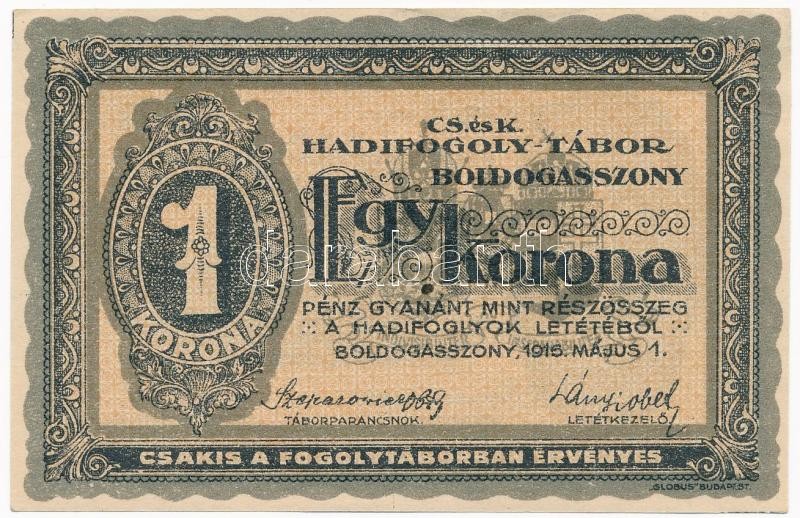 CS. és K.
HADIFOGOLY-TÁBOR
BOLDOGASSZONY
Egy korona
1
KORONA
PÉNZ GYANÁNT MINT RÉSZÖSSZEG
A HADIFOGLYOK LETÉTÉBŐL
BOLDOGASSZONY, 1916. MÁJUS 1.
TÁBORPARANCSNOK.
LETÉTKEZELŐ.
CSAKIS A FOGOLYTÁBORBAN ÉRVÉNYES
„GLOBUS" BUDAPEST.